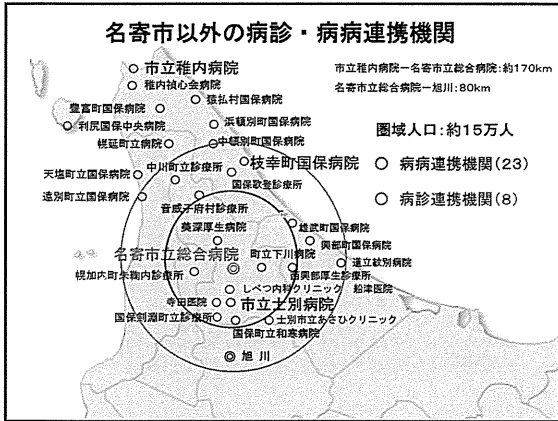 名寄市以外の病診・病病連携機関
市立稚内病院
市立稚内病院ー名寄市立総合病院:約170km
稚内禎心会病院
名寄市立総合病院ー旭川:80km
猿払村国保病院
豊富町国保病院
利尻国保中央病院
浜頓別町国保病院
圏域人口:約15万人
幌延町立病院
中頓別町国保病院
枝幸町国保病院
病病連携機関(23)
天塩町立国保病院
中川町立診療所
国保歌登診療所
遠別町立国保病院
病診連携機関(8)
音威子府村診療所
美深厚生病院
雄武町国保病院
興部町国保病院
名寄市立総合病院
町立下川病院
道立紋別病院
幌加内町朱鞠内診療所
西興部厚生診療所
しべつ内科クリニック
船津医院
寺田医院
市立士別病院
国保剣淵町立診療所
士別市立あさひクリニック
国保町立和寒病院
旭川